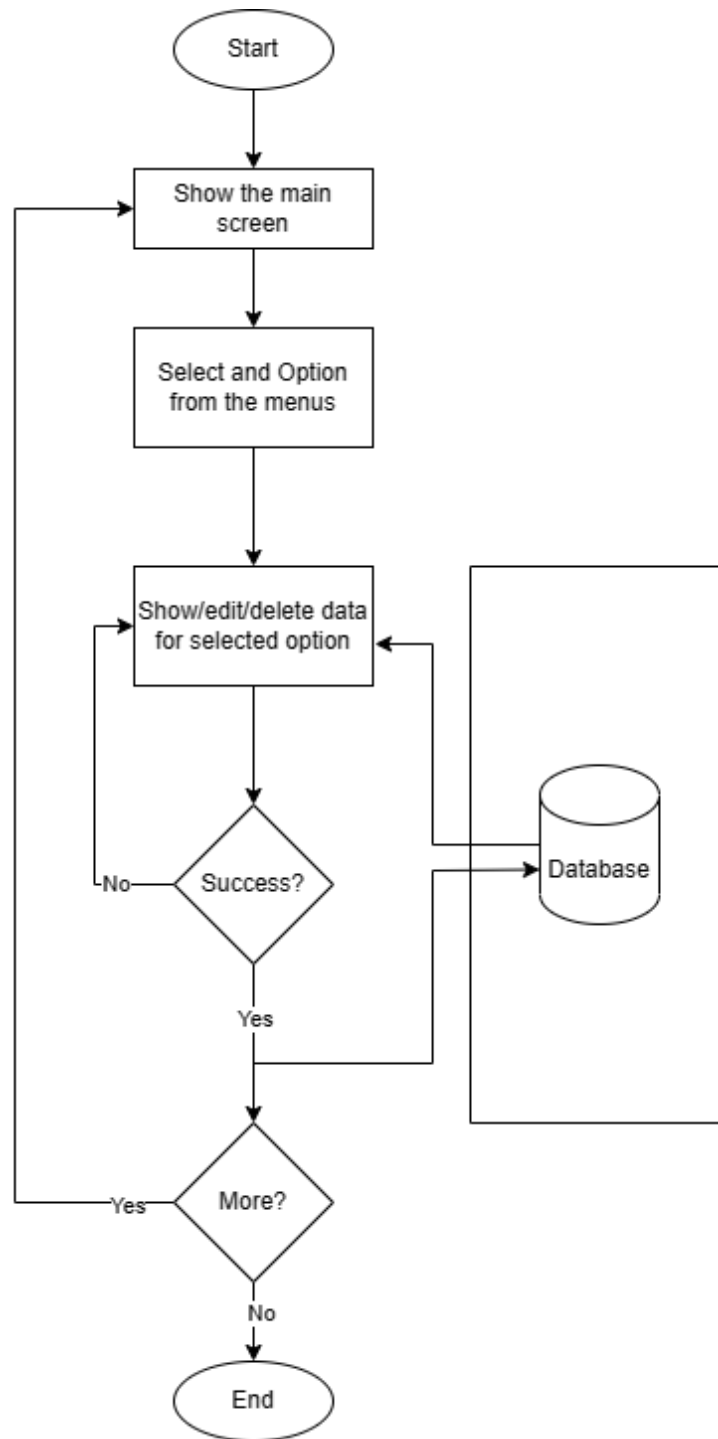 Start
Show the main
screen
Select and Option
from the menus
Show/edit/delete data
for selected option
Database
No
Success?
Yes
Yes
More?
No
End